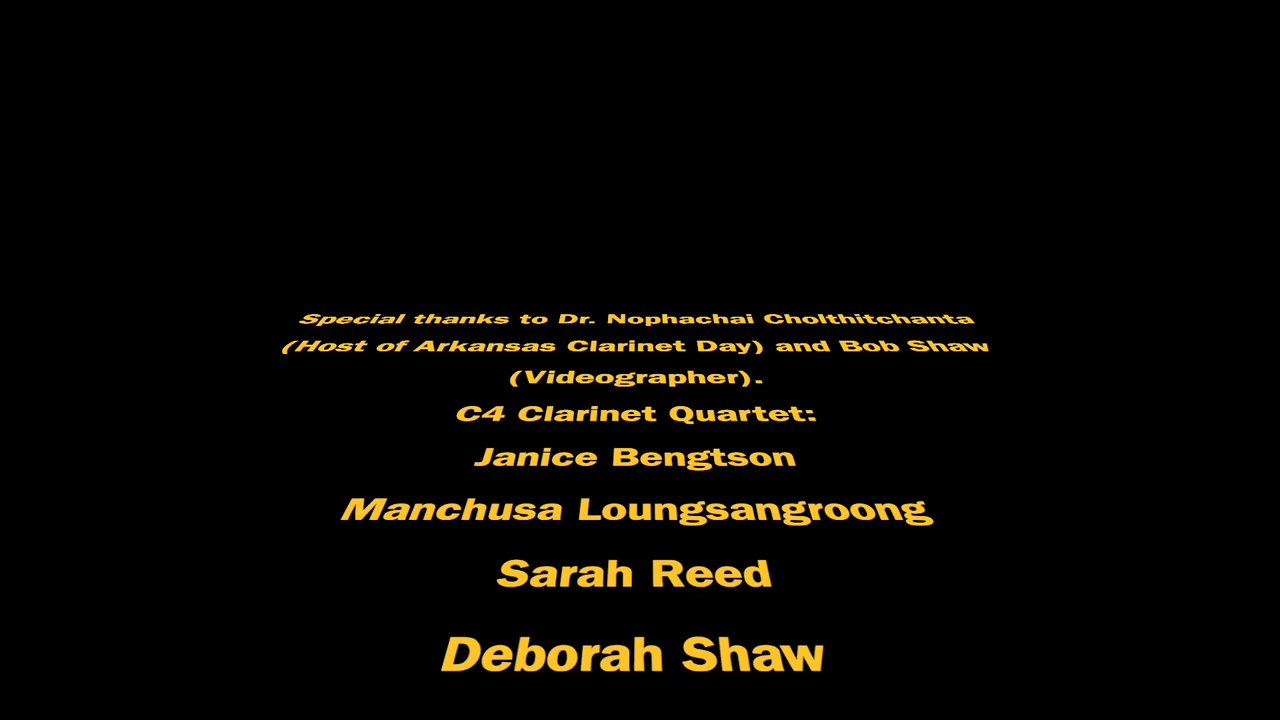 Special thanks to Dr. Nophachai Cholthitchanta
(Host of Arkansas Clarinet Day) and Bob Shaw
(Videographer).
C4 Clarinet Quartet:
Janice Bengtson
Manchusa Loungsangroong
Sarah Reed
Deborah Shaw